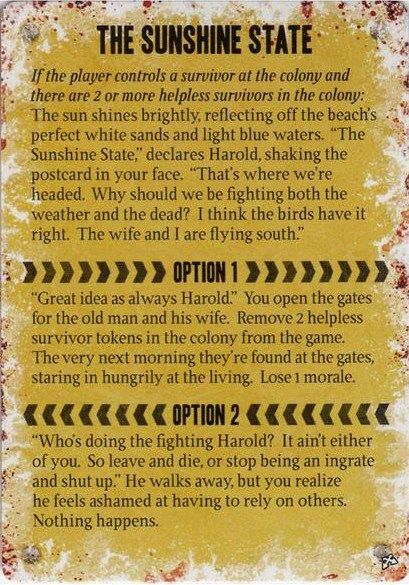 THE SUNSHINE STATE
If the player controls a survivor at the colony and
there are 2 or more helpless survivors in the colony:
The sun shines brightly, reflecting off the beach's
perfect white sands and light blue waters. "The
Sunshine State," declares Harold, shaking the
postcard in your face. "That's where we're
headed. Why should we be fighting both the
weather and the dead? I think the birds have it
right. The wife and I are flying south."
OPTION 1
"Great idea as always Harold." You open the gates
for the old man and his wife. Remove 2 helpless
survivor tokens in the colony from the game.
The very next morning they're found at the gates,
staring in hungrily at the living. Lose 1 morale.
OPTION 2
"Who's doing the fighting Harold? It ain't either
of you. So leave and die, or stop being an ingrate
and shut up." He walks away, but you realize
he feels ashamed at having to rely on others.
Nothing happens.